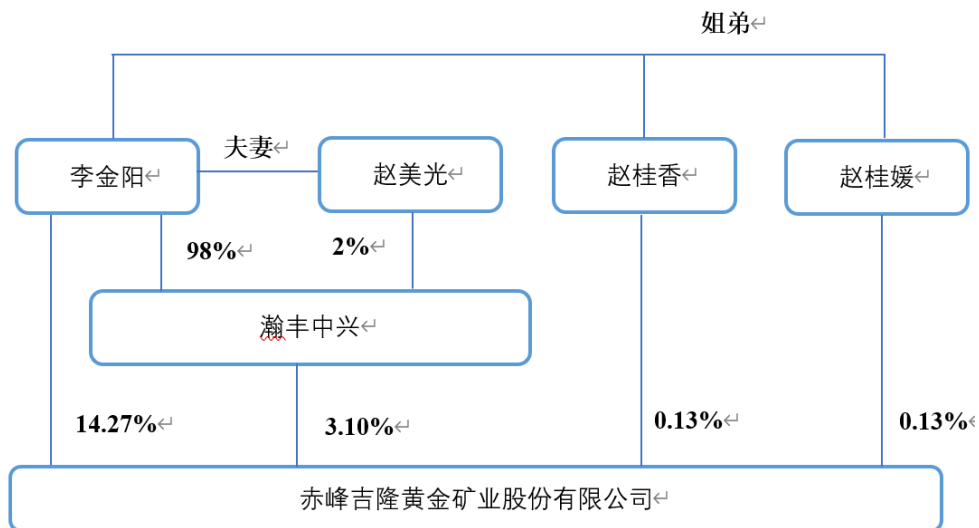 姐弟
夫妻
李金阳
赵美光
赵桂香
赵桂媛
98%
2%
瀚丰中兴
14.27%
3.10%
0.13%
0.13%
赤峰吉隆黄金矿业股份有限公司